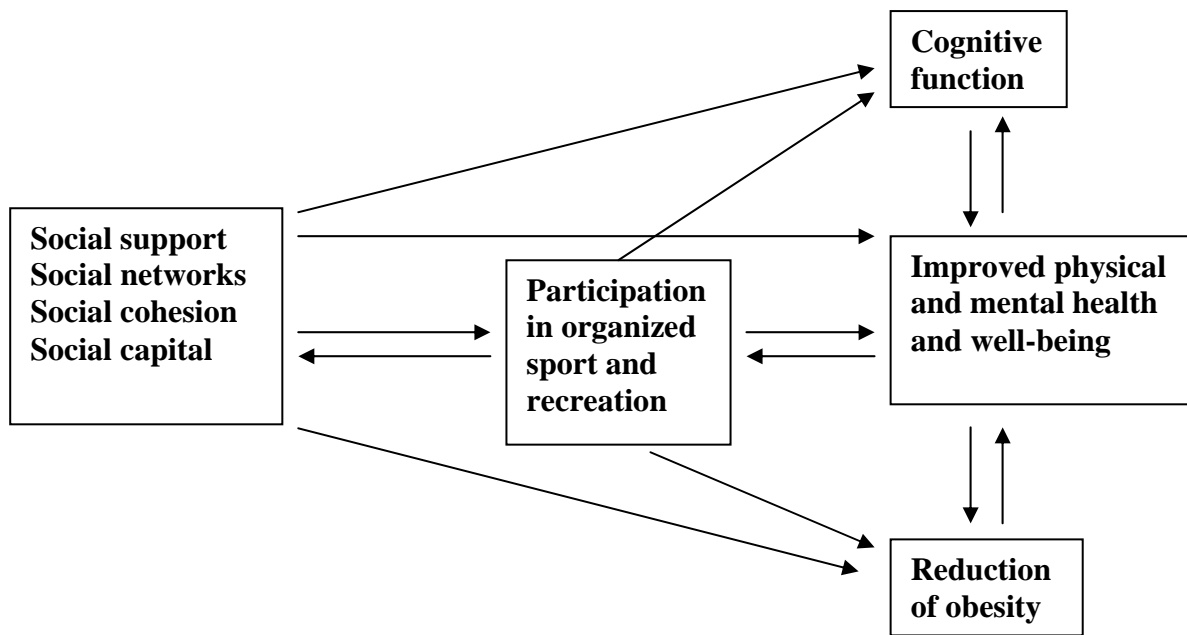 Cognitive
function
Social support
Social networks
Social cohesion
Social capital
Participation
in organized
sport and
recreation
Improved physical
and mental health
and well-being
Reduction
of obesity